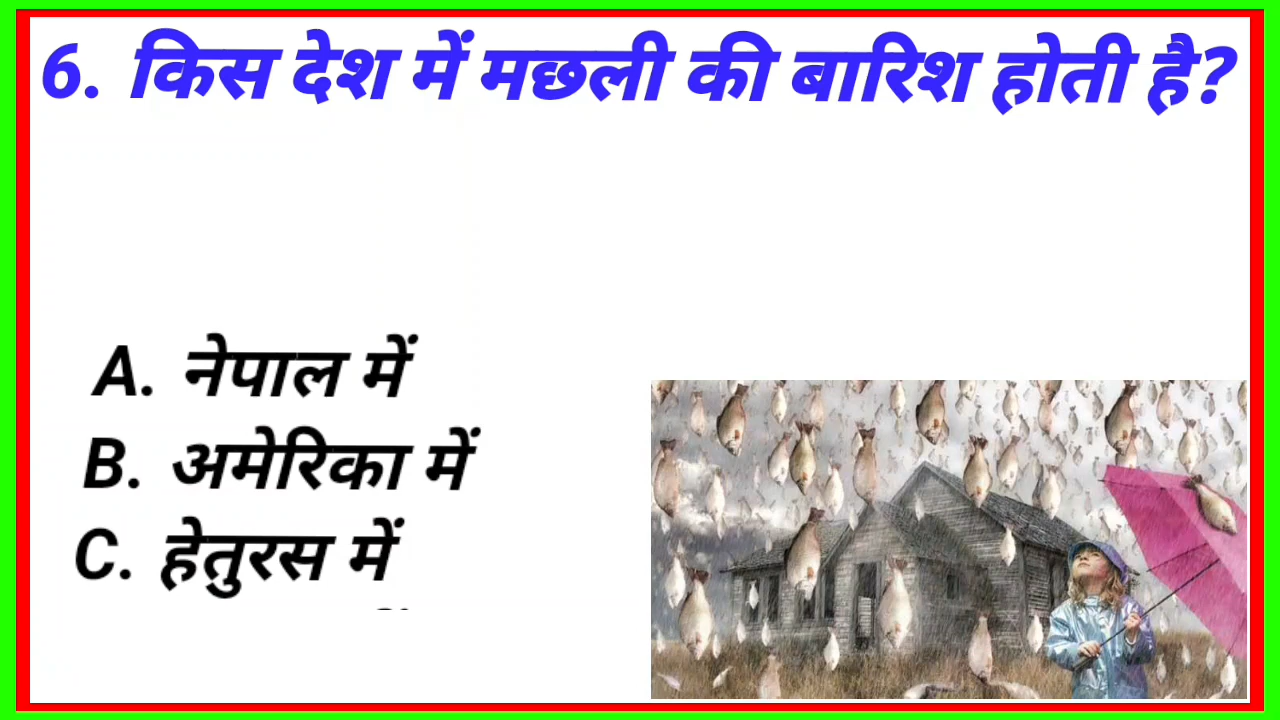 6. किस देश में मछली की बारिश होती है?
A. नेपाल में
B. अमेरिका में
C. हेतुरस में